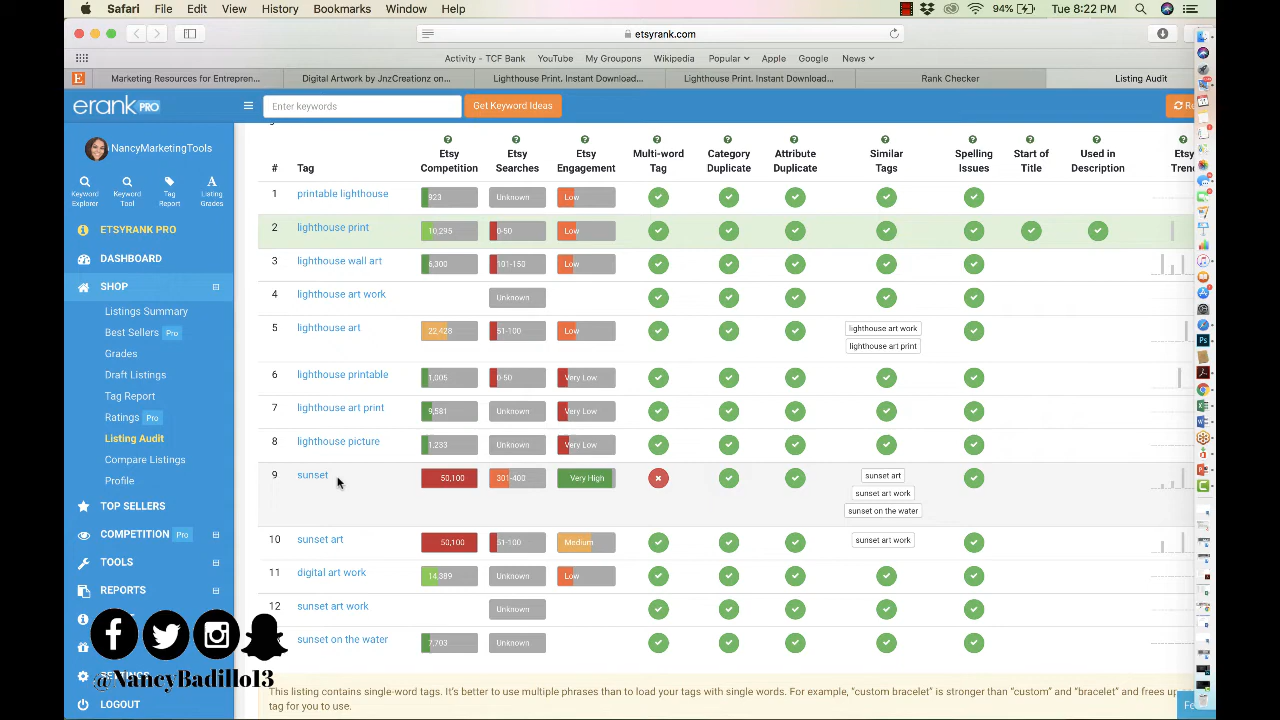 Safari File Edit View History Bookmarks Window Help 94% Tue 8:22 PM
etsyrank.com
Activity - TCF Bank YouTube My Groupons Wikipedia Popular Apple Google News
Marketing Resources for Entrepren... Digital Artwork by JnzCreationz on... Lighthouse Print. Instant Download... Lighthouse Print. Instant Download... Rank Checker Listing Audit
erank PRO Enter keywords Get Keyword Ideas Re
NancyMarketingTools
Keyword Explorer
Keyword Tool
Tag Report
Listing Grades
ETSYRANK PRO
DASHBOARD
SHOP
Listings Summary
Best Sellers Pro
Grades
Draft Listings
Tag Report
Ratings Pro
Listing Audit
Compare Listings
Profile
TOP SELLERS
COMPETITION Pro
TOOLS
REPORTS
LOGOUT
@NancyBadillo13
# Tag Etsy Competition Etsy Searches Etsy Engagement Multi-word Tag Category Duplicate Attribute Duplicate Similar Tags Spelling Issues Start of Title Used in Description Etsy Tren
1 printable lighthouse 923 Unknown Low
2 lighthouse print 10,295 0-50 Low
3 lighthouse wall art 6,300 101-150 Low
4 lighthouse art work Unknown
5 lighthouse art 22,428 51-100 Low lighthouse art work
lighthouse art print
6 lighthouse printable 1,005 0-50 Very Low
7 lighthouse art print 9,581 Unknown Very Low
8 lighthouse picture 1,233 Unknown Very Low
9 sunset 50,100 301-400 Very High sunset art
sunset art work
sunset on the water
10 sunset art 50,100 51-100 Medium sunset art work
11 digital art work 14,389 Unknown Low
12 sunset art work Unknown
sunset on the water 7,703 Unknown
This listing contains single-word tags. It's better to use multiple phrases than to load your tags with single words. For example, "custom bracelet" is stronger than "custom" and "bracelet" and frees up
tag for you to use.